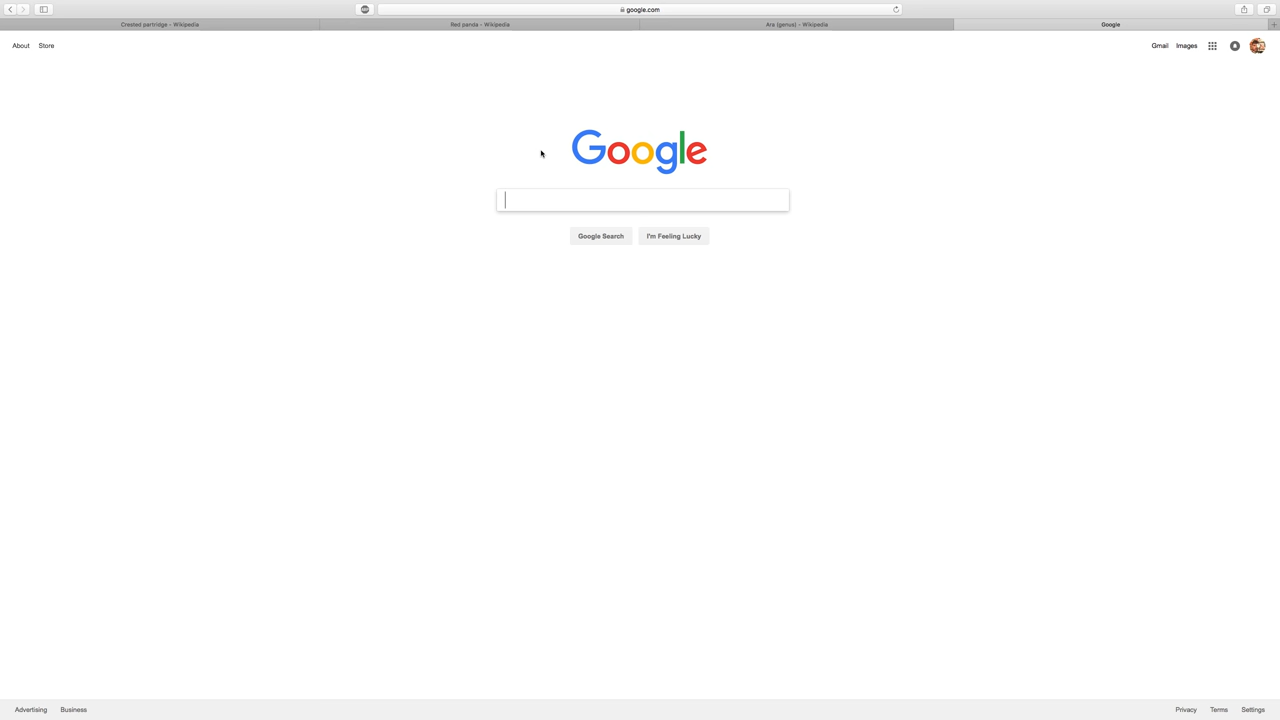 google.com
Crested partridge - Wikipedia
Red panda - Wikipedia
Ara (genus) - Wikipedia
Google
About Store
Gmail Images
Google
Google Search I'm Feeling Lucky
Advertising Business
Privacy Terms Settings